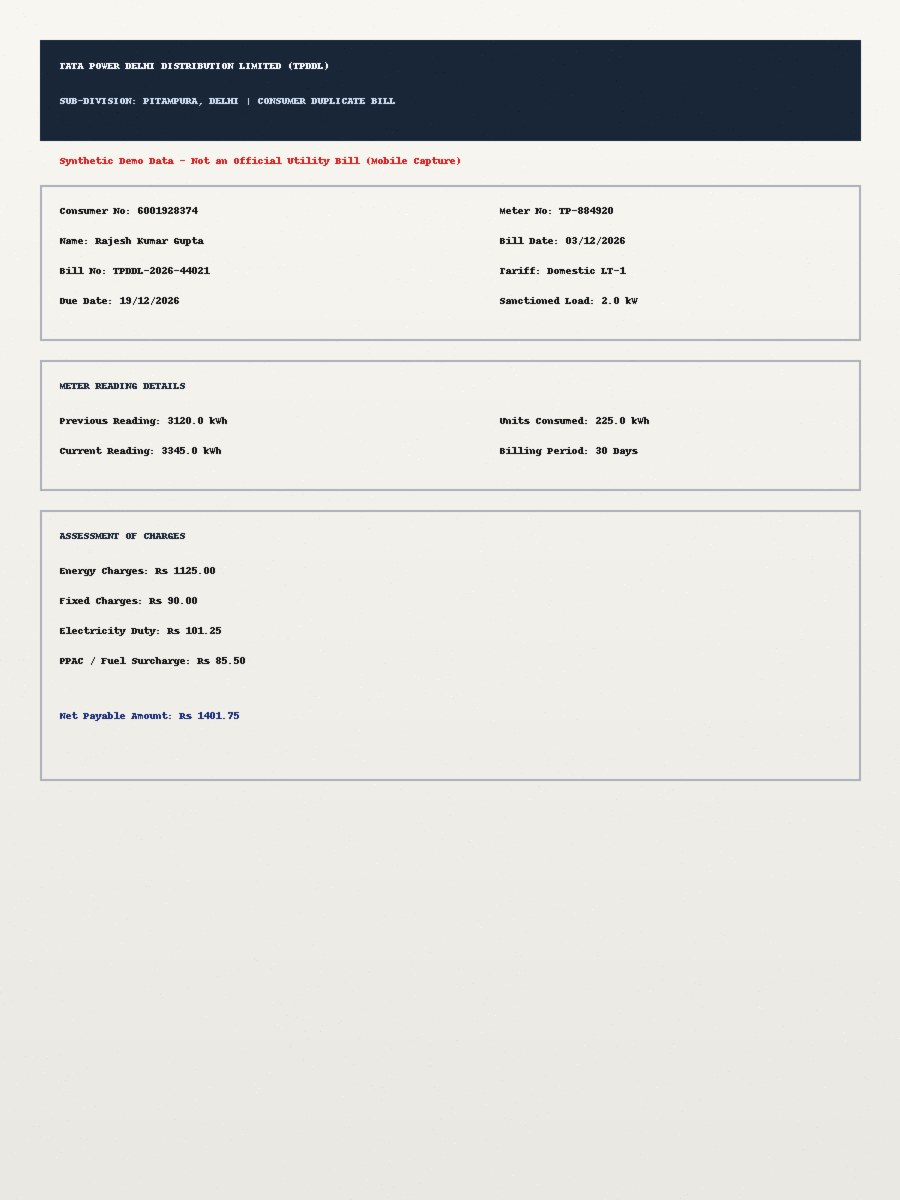 TATA POWER DELHI DISTRIBUTION LIMITED (TPDDL)
SUB-DIVISION: PITAMPURA, DELHI | CONSUMER DUPLICATE BILL
Synthetic Demo Data - Not an Official Utility Bill (Mobile Capture)
Consumer No: 6001928374
Meter No: TP-884920
Name: Rajesh Kumar Gupta
Bill Date: 03/12/2026
Bill No: TPDDL-2026-44021
Tariff: Domestic LT-1
Due Date: 19/12/2026
Sanctioned Load: 2.0 kW
METER READING DETAILS
Previous Reading: 3120.0 kWh
Units Consumed: 225.0 kWh
Current Reading: 3345.0 kWh
Billing Period: 30 Days
ASSESSMENT OF CHARGES
Energy Charges: Rs 1125.00
Fixed Charges: Rs 90.00
Electricity Duty: Rs 101.25
PPAC / Fuel Surcharge: Rs 85.50
Net Payable Amount: Rs 1401.75